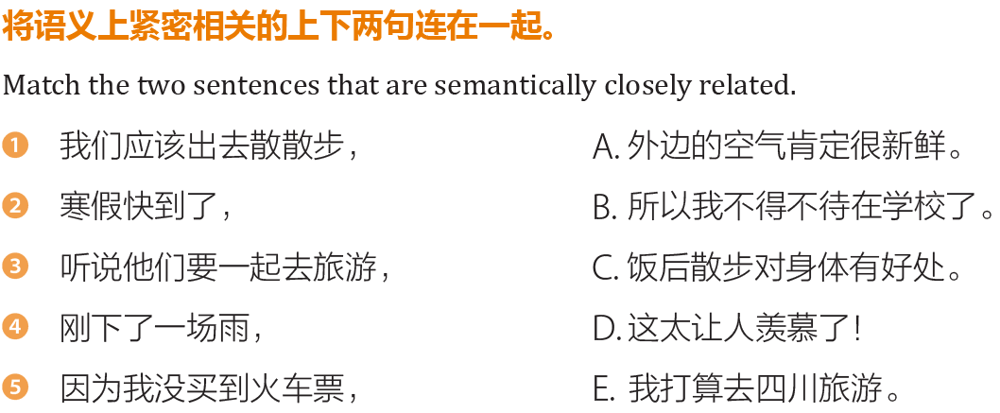 将语义上紧密相关的上下两句连在一起。
Match the two sentences that are semantically closely related.
1 我们应该出去散散步， A. 外边的空气肯定很新鲜。
2 寒假快到了， B. 所以我不得不待在学校了。
3 听说他们要一起去旅游， C. 饭后散步对身体有好处。
4 刚下了一场雨， D. 这太让人羡慕了！
5 因为我没买到火车票， E. 我打算去四川旅游。